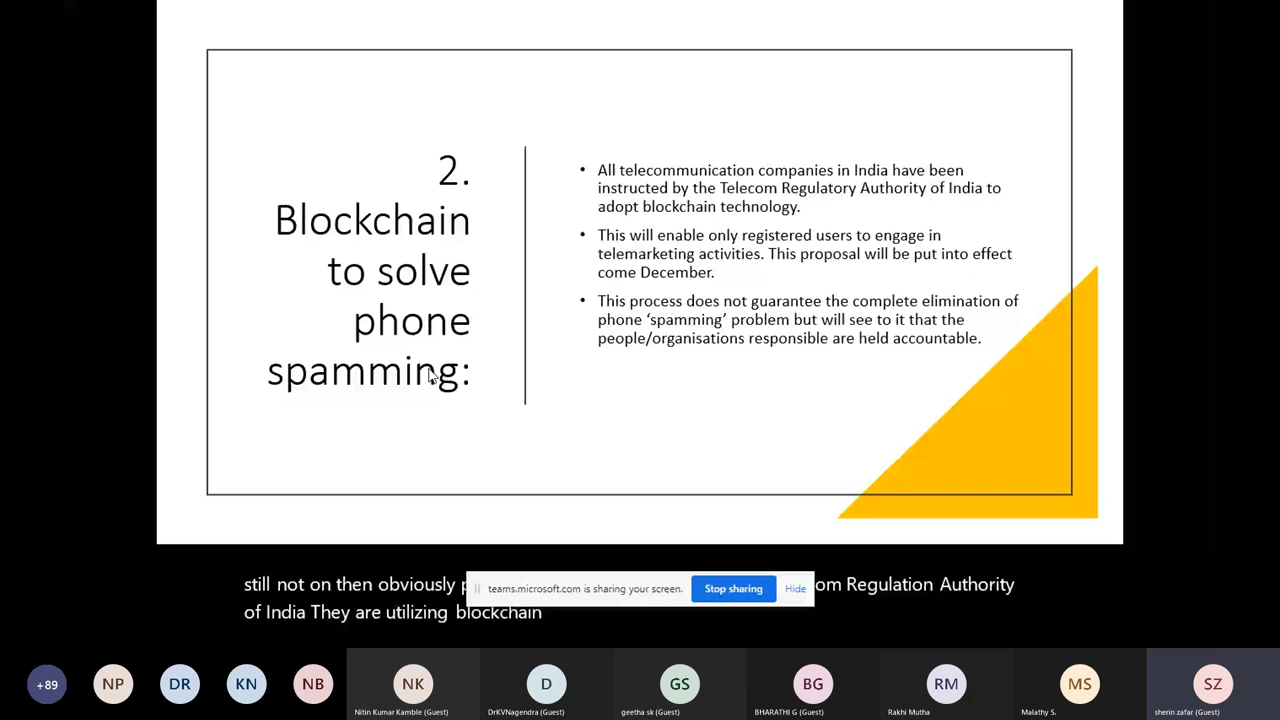 2.
Blockchain
to solve
phone
spamming:
• All telecommunication companies in India have been
instructed by the Telecom Regulatory Authority of India to
adopt blockchain technology.
• This will enable only registered users to engage in
telemarketing activities. This proposal will be put into effect
come December.
• This process does not guarantee the complete elimination of
phone ‘spamming’ problem but will see to it that the
people/organisations responsible are held accountable.
still not on then obviously om Regulation Authority
of India They are utilizing blockchain
teams.microsoft.com is sharing your screen. Stop sharing Hide
+89 NP DR KN NB NK D GS BG RM MS SZ
Nitin Kumar Kamble (Guest) DrKVNagendra (Guest) geetha sk (Guest) BHARATHI G (Guest) Rakhi Mutha Malathy S. sherin zafar (Guest)